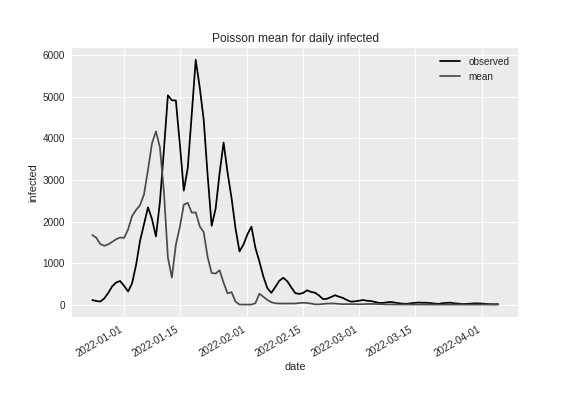 Poisson mean for daily infected
observed
mean
infected
6000
5000
4000
3000
2000
1000
0
2022-01-01
2022-01-15
2022-02-01
2022-02-15
2022-03-01
2022-03-15
2022-04-01
date